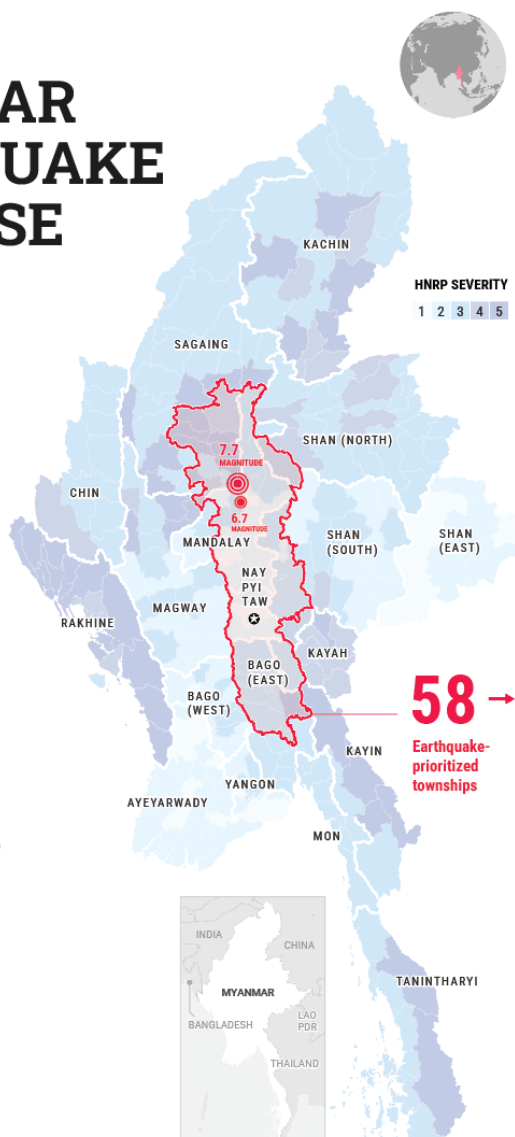 AR
UAKE
SE
HNRP SEVERITY
1 2 3 4 5
KACHIN
SAGAING
SHAN (NORTH)
7.7
MAGNITUDE
6.7
MAGNITUDE
CHIN
MANDALAY
SHAN
(SOUTH)
SHAN
(EAST)
NAY
PYI
TAW
MAGWAY
RAKHINE
KAYAH
BAGO
(EAST)
BAGO
(WEST)
58
Earthquake-
prioritized
townships
KAYIN
YANGON
AYEYARWADY
MON
TANINTHARYI
INDIA
CHINA
MYANMAR
BANGLADESH
LAO
PDR
THAILAND